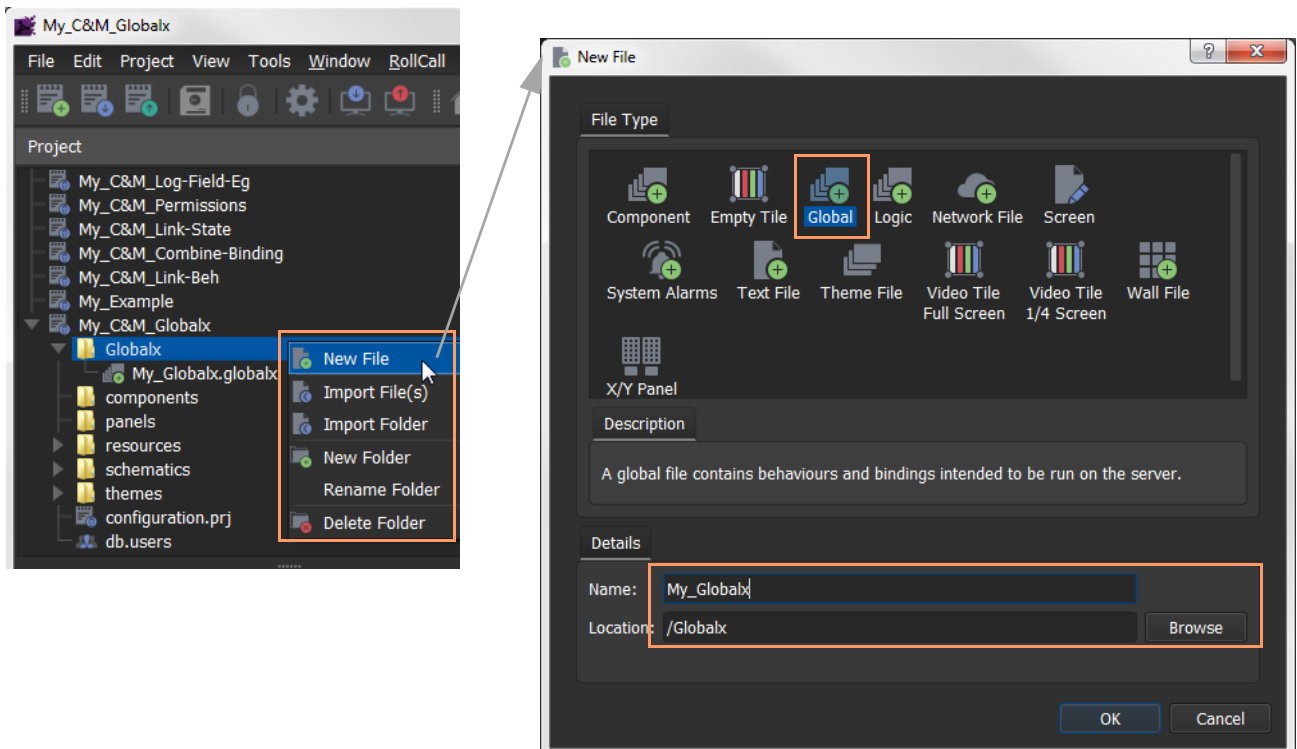 My_C&M_Globalx
File Edit Project View Tools Window RollCall
Project
My_C&M_Log-Field-Eg
My_C&M_Permissions
My_C&M_Link-State
My_C&M_Combine-Binding
My_C&M_Link-Beh
My_Example
My_C&M_Globalx
Globalx
My_Globalx.globalx
components
panels
resources
schematics
themes
configuration.prj
db.users
New File
Import File(s)
Import Folder
New Folder
Rename Folder
Delete Folder
New File
?
File Type
Component Empty Tile Global Logic Network File Screen
System Alarms Text File Theme File Video Tile Video Tile Wall File
Full Screen 1/4 Screen
X/Y Panel
Description
A global file contains behaviours and bindings intended to be run on the server.
Details
Name: My_Globalx
Location: /Globalx Browse
OK Cancel